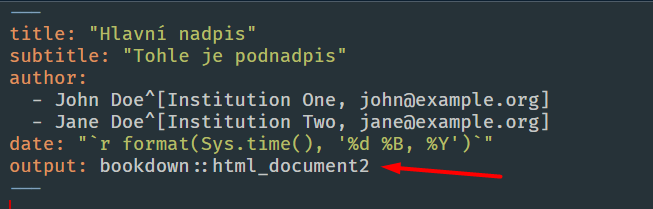 ---
title: "Hlavní nadpis"
subtitle: "Tohle je podnadpis"
author:
  - John Doe^[Institution One, john@example.org]
  - Jane Doe^[Institution Two, jane@example.org]
date: "`r format(Sys.time(), '%d %B, %Y')`"
output: bookdown::html_document2
---